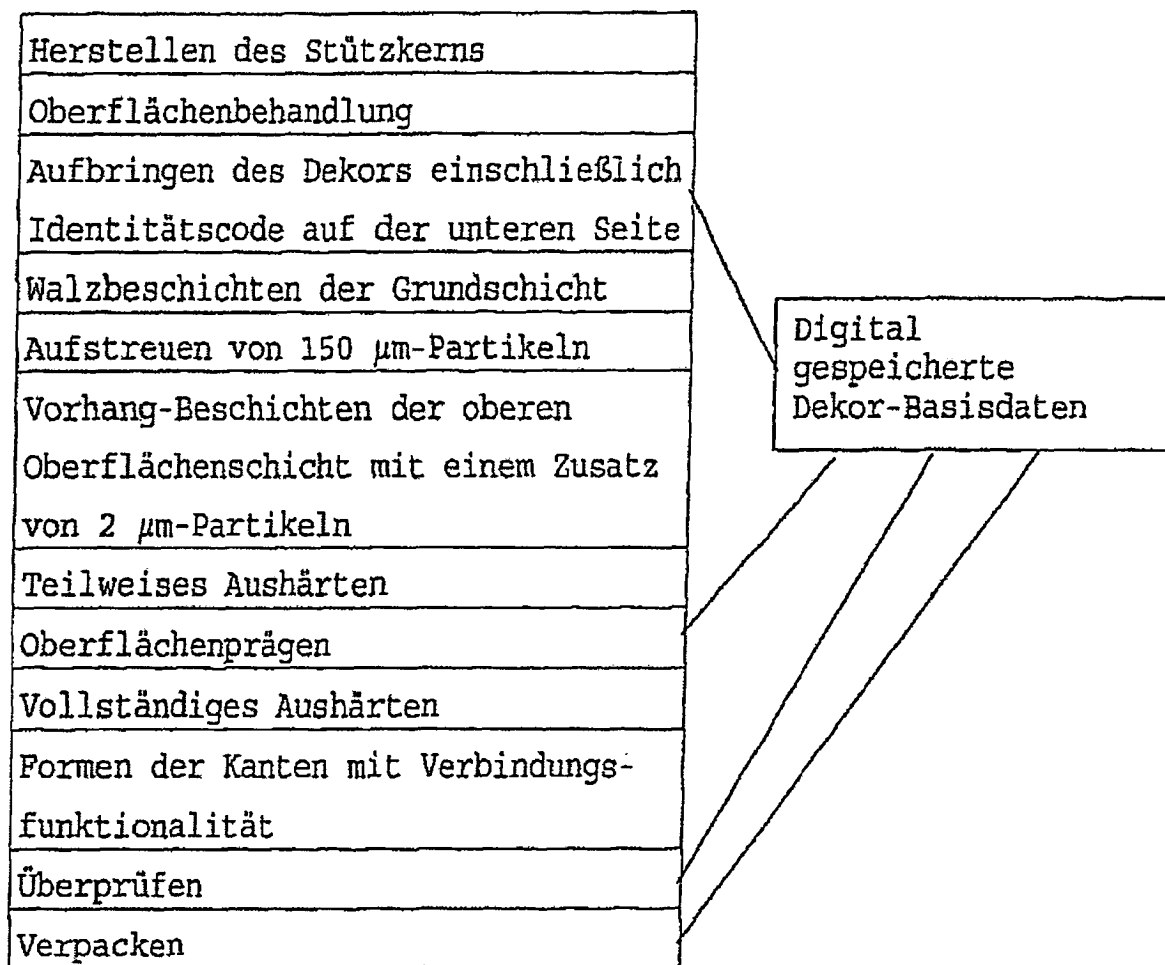 Herstellen des Stützkerns
Oberflächenbehandlung
Aufbringen des Dekors einschließlich
Identitätscode auf der unteren Seite
Walzbeschichten der Grundschicht
Aufstreuen von 150 µm-Partikeln
Vorhang-Beschichten der oberen
Oberflächenschicht mit einem Zusatz
von 2 µm-Partikeln
Teilweises Aushärten
Oberflächenprägen
Vollständiges Aushärten
Formen der Kanten mit Verbindungs-
funktionalität
Überprüfen
Verpacken
Digital
gespeicherte
Dekor-Basisdaten